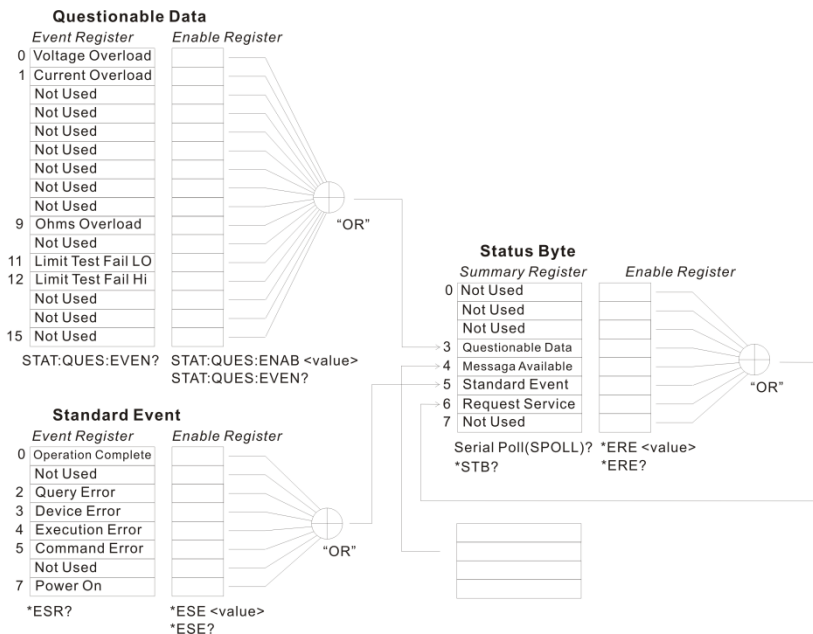 Questionable Data
Event Register Enable Register
0 Voltage Overload
1 Current Overload
Not Used
Not Used
Not Used
Not Used
Not Used
Not Used
Not Used
9 Ohms Overload
Not Used
11 Limit Test Fail LO
12 Limit Test Fail Hi
Not Used
Not Used
15 Not Used
"OR"
STAT:QUES:EVEN? STAT:QUES:ENAB <value>
STAT:QUES:EVEN?
Standard Event
Event Register Enable Register
0 Operation Complete
Not Used
2 Query Error
3 Device Error
4 Execution Error
5 Command Error
Not Used
7 Power On
"OR"
*ESR? *ESE <value>
*ESE?
Status Byte
Summary Register Enable Register
0 Not Used
Not Used
Not Used
3 Questionable Data
4 Messaga Available
5 Standard Event
6 Request Service
7 Not Used
"OR"
Serial Poll(SPOLL)? *ERE <value>
*STB? *ERE?